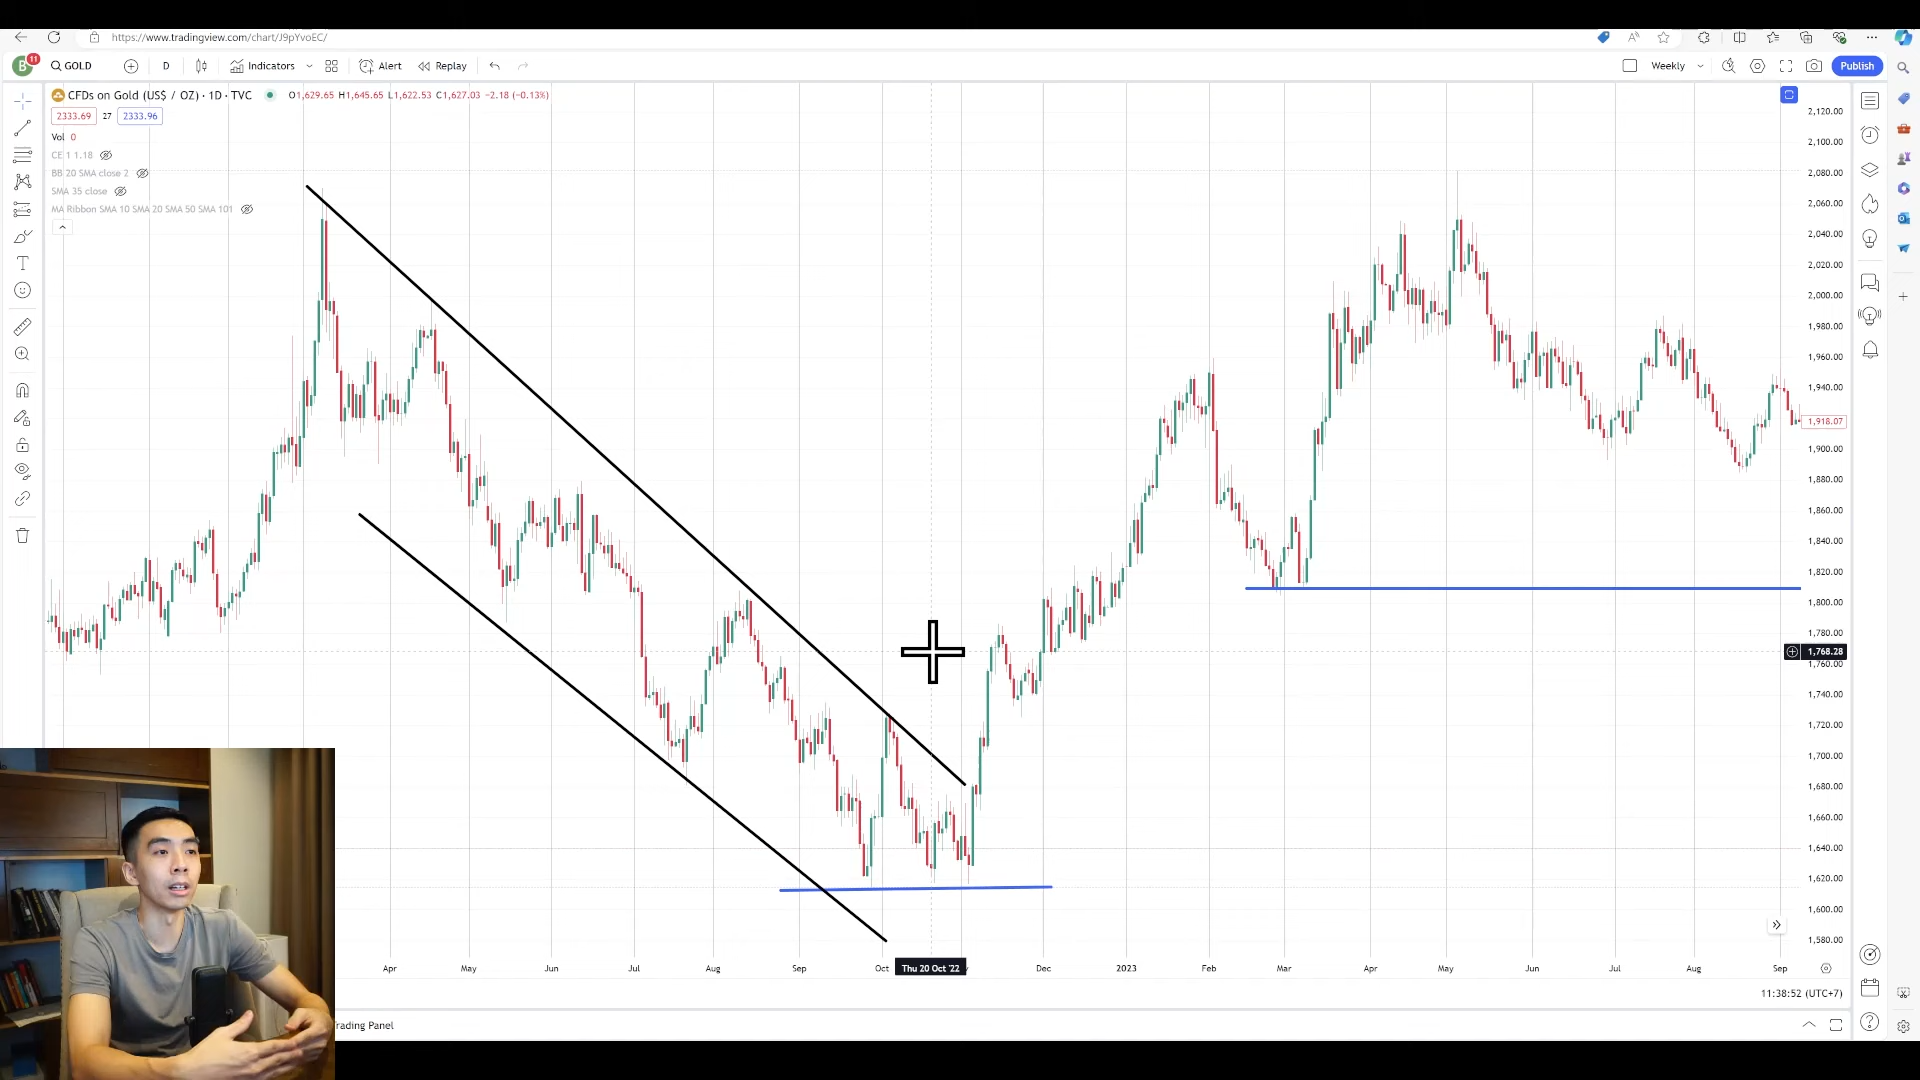 https://www.tradingview.com/chart/J9pYvoEC/
B 11 GOLD D Indicators Alert Replay Weekly Publish
CFDs on Gold (US$ / OZ) · 1D · TVC O1,629.65 H1,645.65 L1,622.53 C1,627.03 −2.18 (−0.13%)
2333.69 27 2333.96
Vol 0
CE 1 1.18
BB 20 SMA close 2
SMA 35 close
MA Ribbon SMA 10 SMA 20 SMA 50 SMA 101
2,120.00
2,100.00
2,080.00
2,060.00
2,040.00
2,020.00
2,000.00
1,980.00
1,960.00
1,940.00
1,918.07
1,900.00
1,880.00
1,860.00
1,840.00
1,820.00
1,800.00
1,780.00
1,768.28
1,760.00
1,740.00
1,720.00
1,700.00
1,680.00
1,660.00
1,640.00
1,620.00
1,600.00
1,580.00
Apr May Jun Jul Aug Sep Oct Thu 20 Oct '22 Dec 2023 Feb Mar Apr May Jun Jul Aug Sep
11:38:52 (UTC+7)
rading Panel